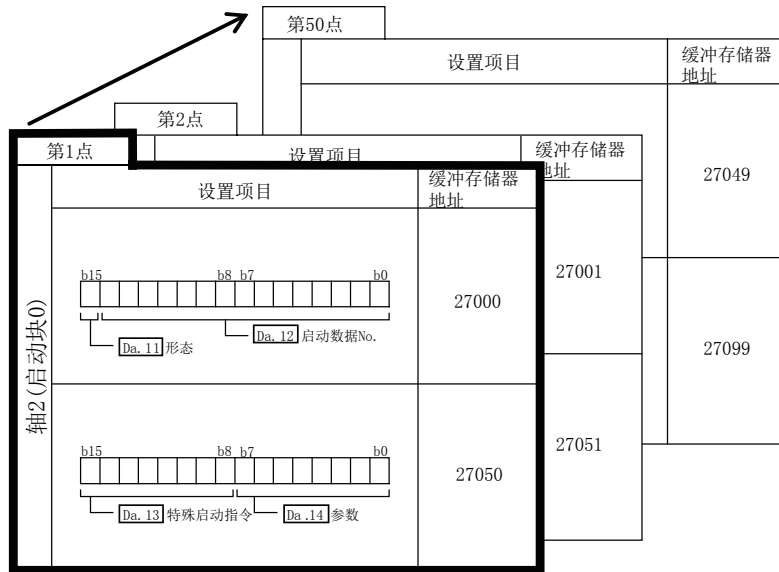 第50点
设置项目
缓冲存储器
地址
27049
27099
第2点
设置项目
缓冲存储器
地址
27001
27051
第1点
设置项目
缓冲存储器
地址
轴2(启动块0)
b15 b8 b7 b0
27000
Da.11 形态
Da.12 启动数据No.
b15 b8 b7 b0
27050
Da.13 特殊启动指令
Da.14 参数